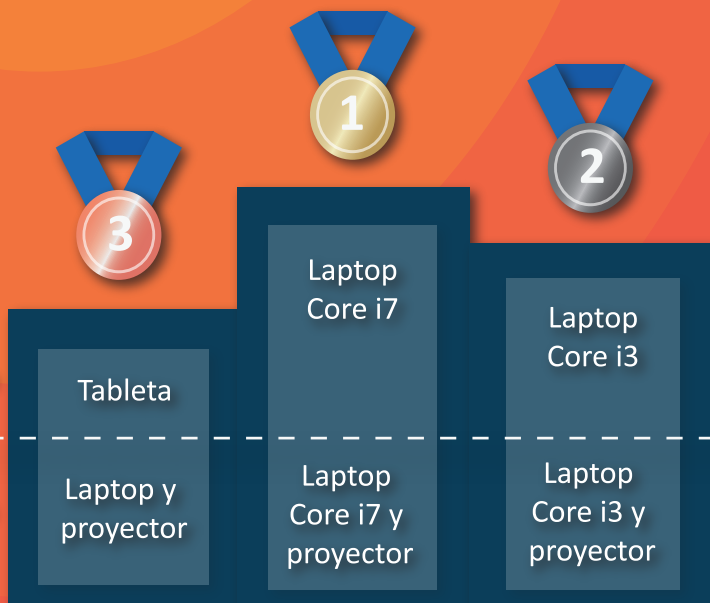 1
2
3
Laptop
Core i7
Laptop
Core i3
Tableta
Laptop y
proyector
Laptop
Core i7 y
proyector
Laptop
Core i3 y
proyector